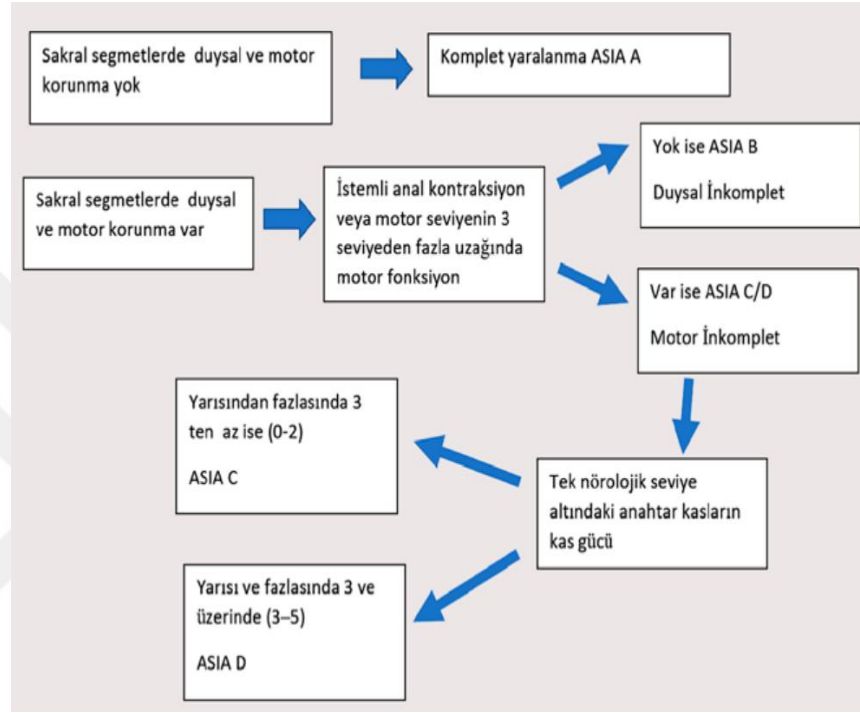 Sakral segmetlerde duysal ve motor
korunma yok
Komplet yaralanma ASIA A
Sakral segmetlerde duysal
ve motor korunma var
İstemli anal kontraksiyon
veya motor seviyenin 3
seviyeden fazla uzağında
motor fonksiyon
Yok ise ASIA B
Duysal İnkomplet
Var ise ASIA C/D
Motor İnkomplet
Tek nörolojik seviye
altındaki anahtar kasların
kas gücü
Yarısından fazlasında 3
ten az ise (0-2)
ASIA C
Yarısı ve fazlasında 3 ve
üzerinde (3–5)
ASIA D